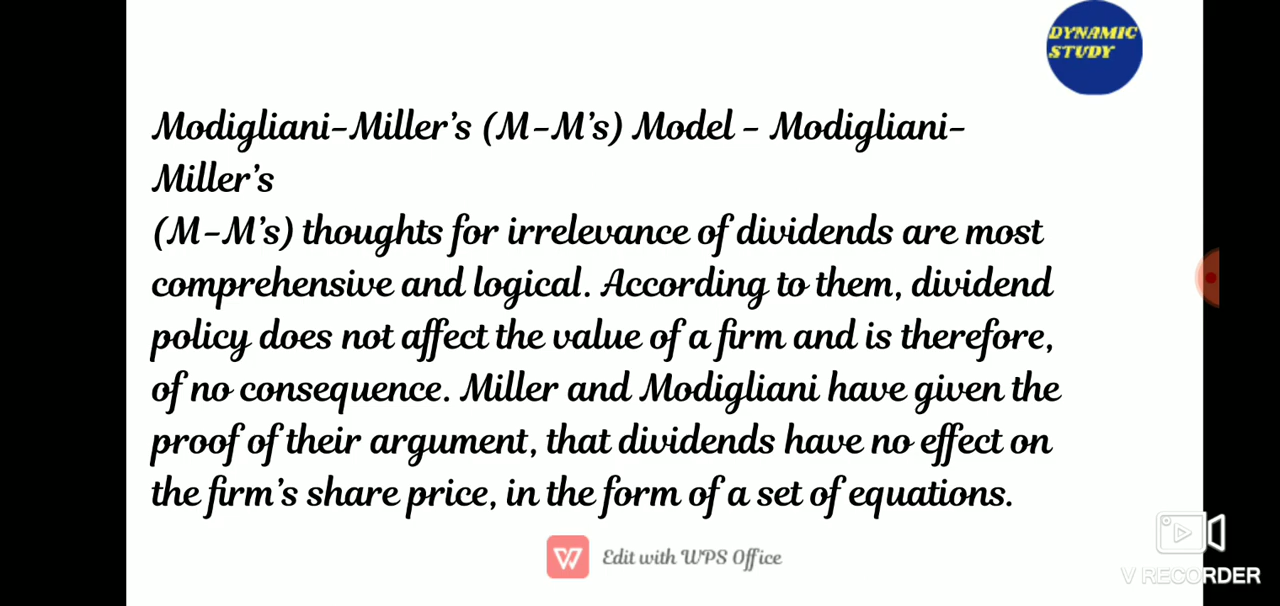 DYNAMIC
STUDY
Modigliani-Miller's (M-M's) Model - Modigliani-
Miller's
(M-M's) thoughts for irrelevance of dividends are most
comprehensive and logical. According to them, dividend
policy does not affect the value of a firm and is therefore,
of no consequence. Miller and Modigliani have given the
proof of their argument, that dividends have no effect on
the firm's share price, in the form of a set of equations.
Edit with WPS Office
V RECORDER